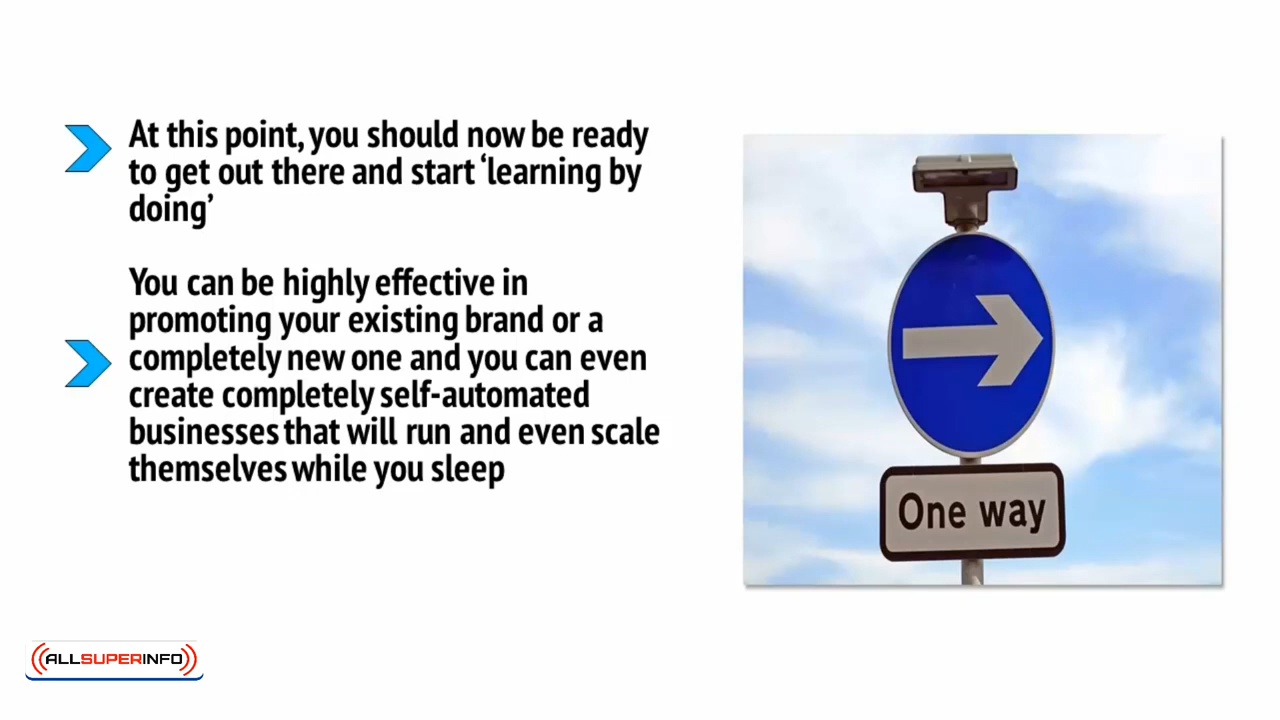 At this point, you should now be ready
to get out there and start ‘learning by
doing’
You can be highly effective in
promoting your existing brand or a
completely new one and you can even
create completely self-automated
businesses that will run and even scale
themselves while you sleep
One way
ALLSUPERINFO